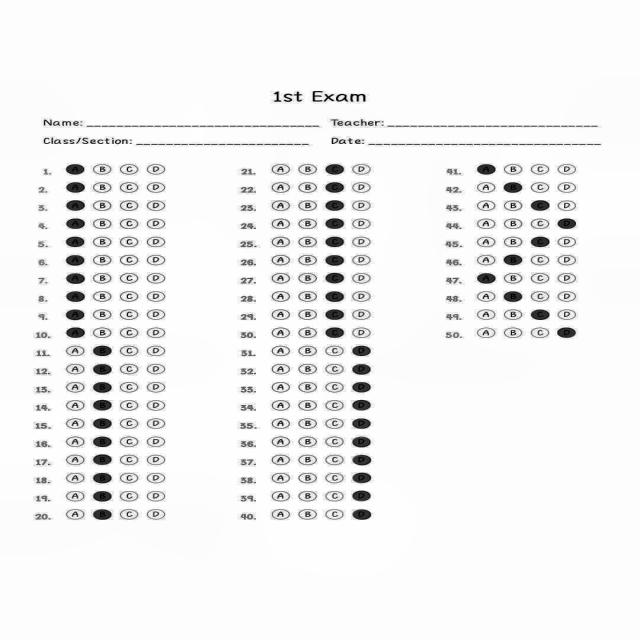 1st Exam
Name: ______________________________ Teacher: ___________________________
Class/Section: ______________________ Date: ______________________________
1. A B C D 21. A B C D 41. A B C D
2. A B C D 22. A B C D 42. A B C D
3. A B C D 23. A B C D 43. A B C D
4. A B C D 24. A B C D 44. A B C D
5. A B C D 25. A B C D 45. A B C D
6. A B C D 26. A B C D 46. A B C D
7. A B C D 27. A B C D 47. A B C D
8. A B C D 28. A B C D 48. A B C D
9. A B C D 29. A B C D 49. A B C D
10. A B C D 30. A B C D 50. A B C D
11. A B C D 31. A B C D
12. A B C D 32. A B C D
13. A B C D 33. A B C D
14. A B C D 34. A B C D
15. A B C D 35. A B C D
16. A B C D 36. A B C D
17. A B C D 37. A B C D
18. A B C D 38. A B C D
19. A B C D 39. A B C D
20. A B C D 40. A B C D